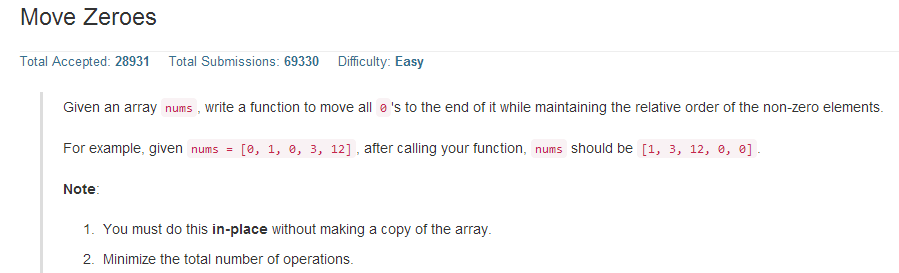 Move Zeroes
Total Accepted: 28931 Total Submissions: 69330 Difficulty: Easy
Given an array nums , write a function to move all 0 's to the end of it while maintaining the relative order of the non-zero elements.
For example, given nums = [0, 1, 0, 3, 12] , after calling your function, nums should be [1, 3, 12, 0, 0] .
Note:
1. You must do this in-place without making a copy of the array.
2. Minimize the total number of operations.